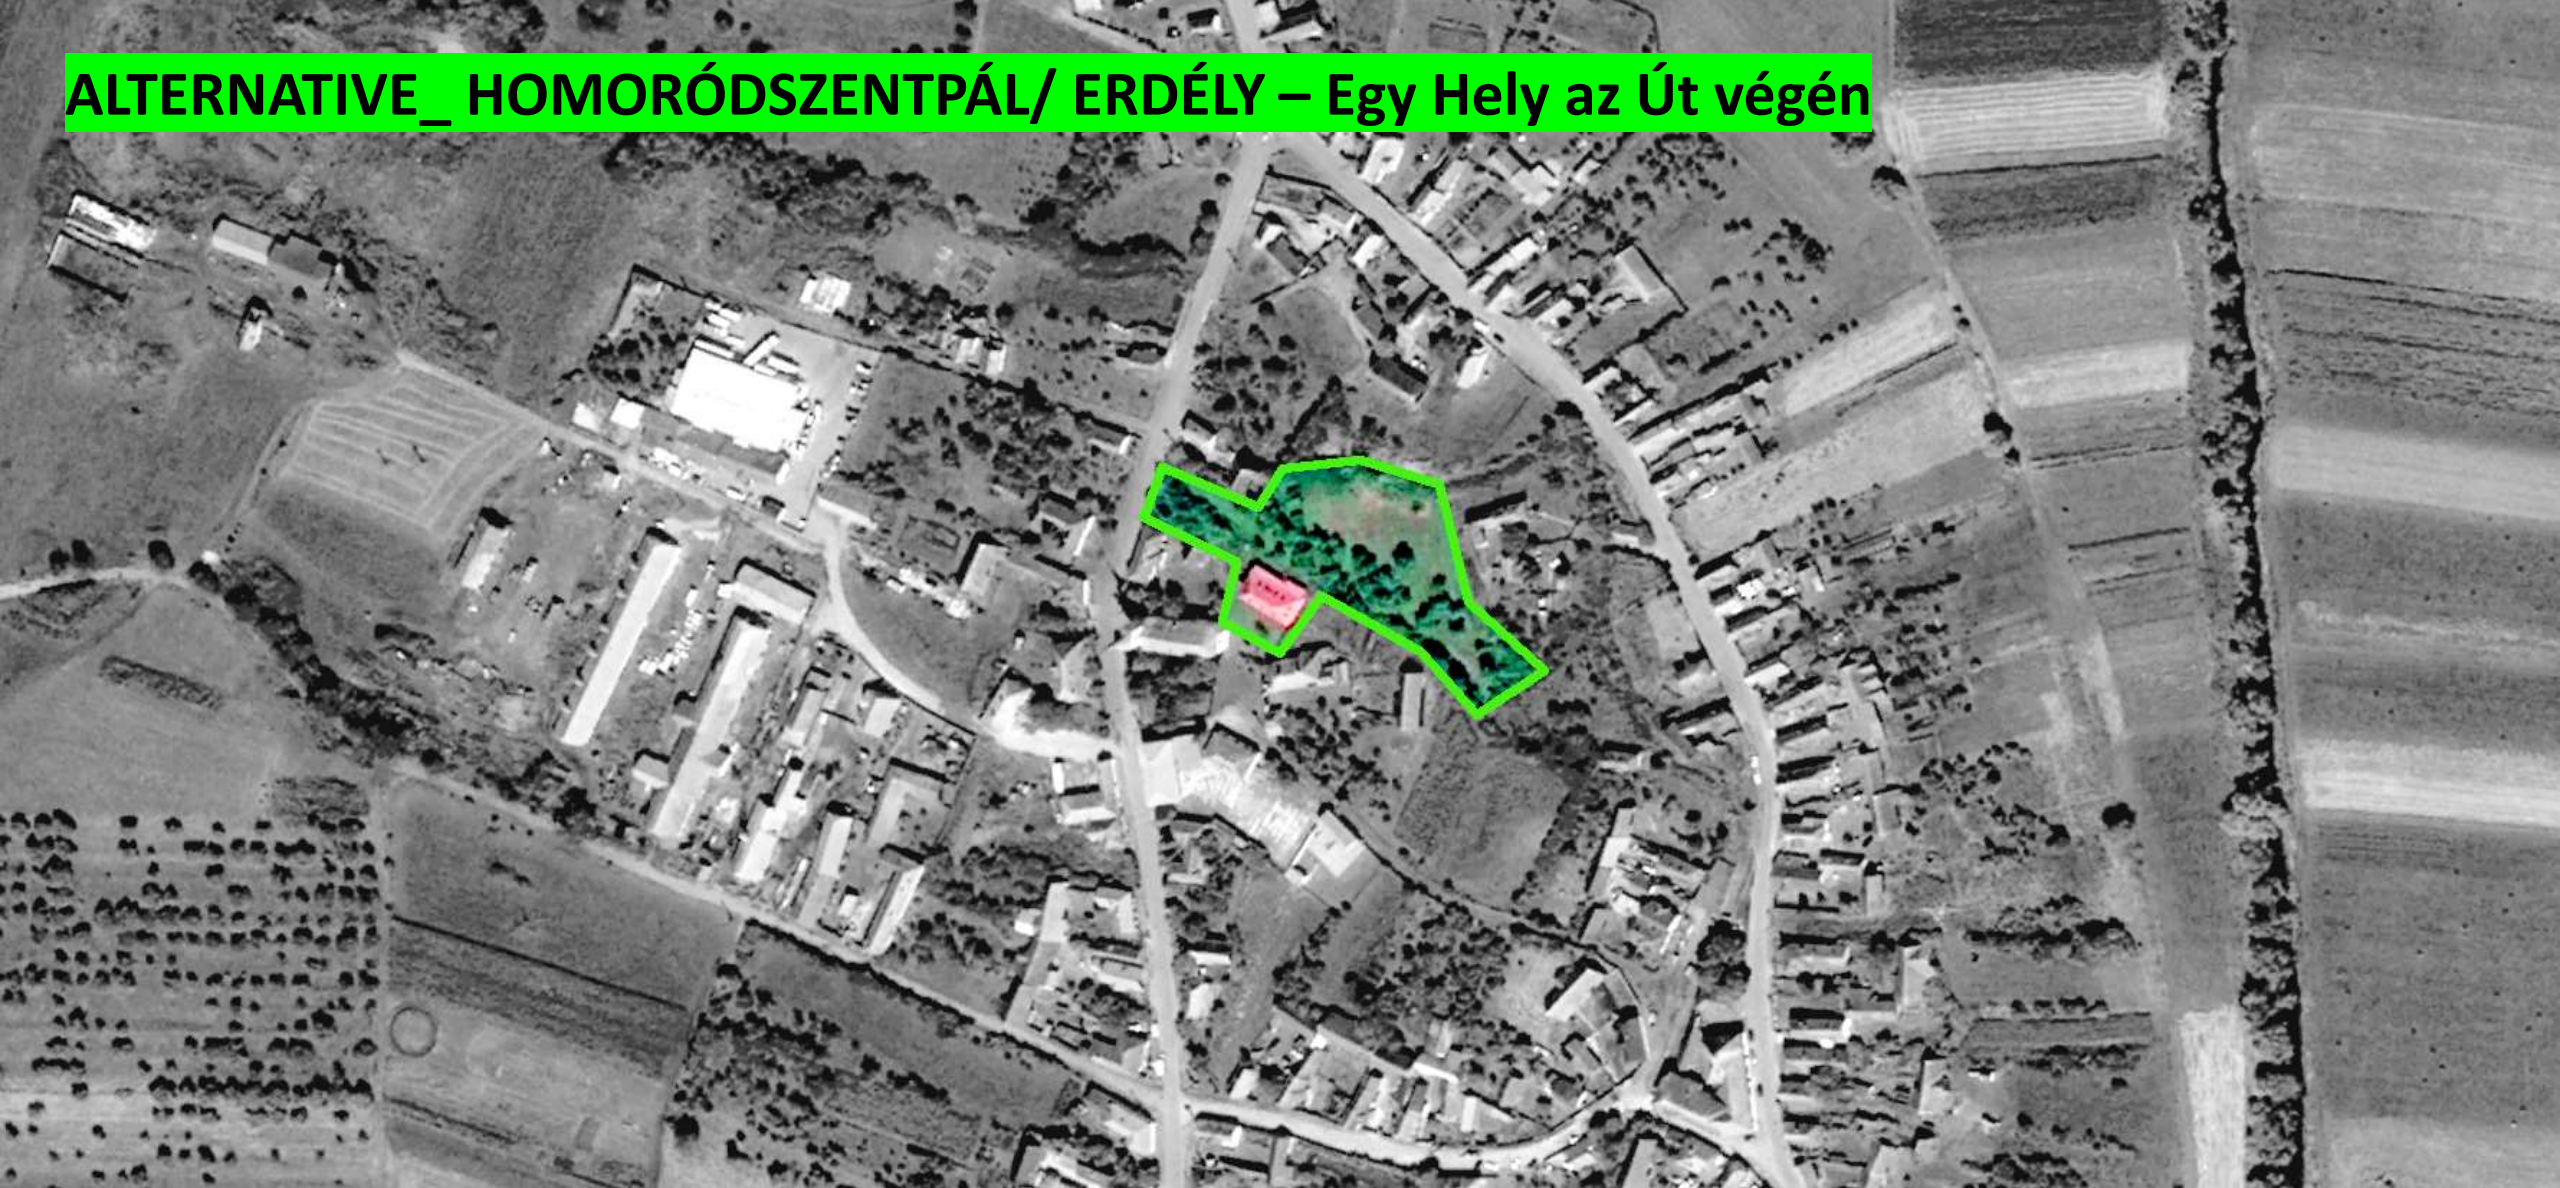 ALTERNATIVE_ HOMORÓDSZENTPÁL/ ERDÉLY – Egy Hely az Út végén